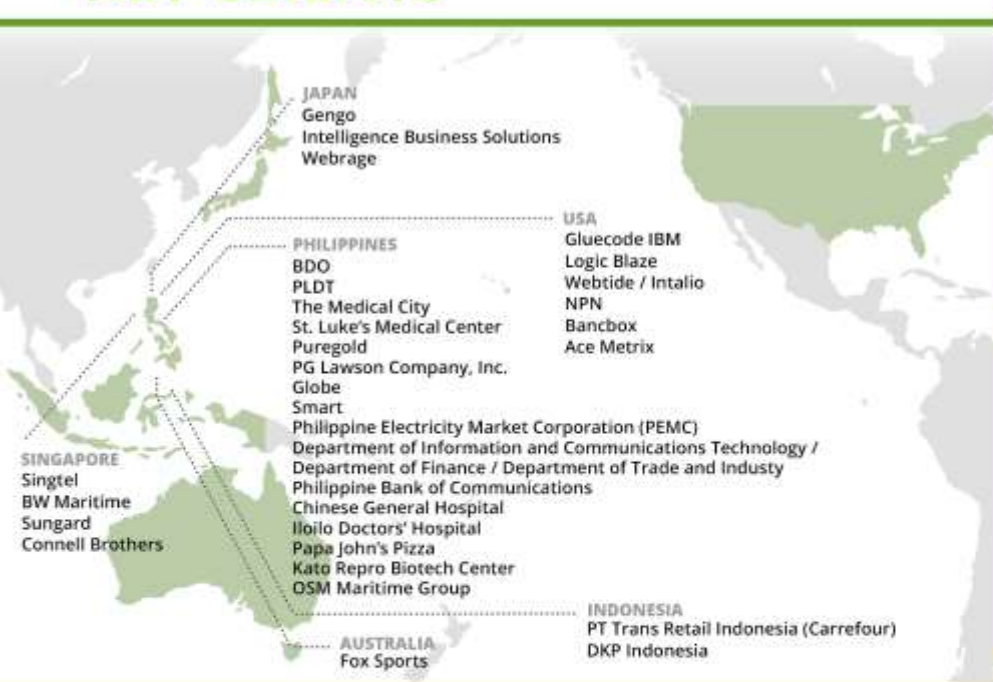 JAPAN
Gengo
Intelligence Business Solutions
Webrage
USA
Gluecode IBM
Logic Blaze
Webtide / Intalio
NPN
Bancbox
Ace Metrix
PHILIPPINES
BDO
PLDT
The Medical City
St. Luke's Medical Center
Puregold
PG Lawson Company, Inc.
Globe
Smart
Philippine Electricity Market Corporation (PEMC)
Department of Information and Communications Technology /
Department of Finance / Department of Trade and Industy
Philippine Bank of Communications
Chinese General Hospital
Iloilo Doctors' Hospital
Papa John's Pizza
Kato Repro Biotech Center
OSM Maritime Group
SINGAPORE
Singtel
BW Maritime
Sungard
Connell Brothers
INDONESIA
PT Trans Retail Indonesia (Carrefour)
DKP Indonesia
AUSTRALIA
Fox Sports